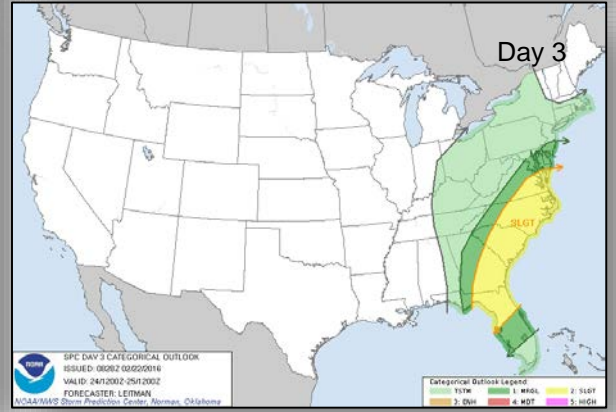 Day 3
SLGT
NOAA
SPC DAY 3 CATEGORICAL OUTLOOK
ISSUED: 0828Z 02/22/2016
VALID: 24/1200Z-25/1200Z
FORECASTER: LEITMAN
NOAA/NWS Storm Prediction Center, Norman, Oklahoma
Categorical Outlook Legend:
TSTM 1: MRGL 2: SLGT
3: ENH 4: MDT 5: HIGH